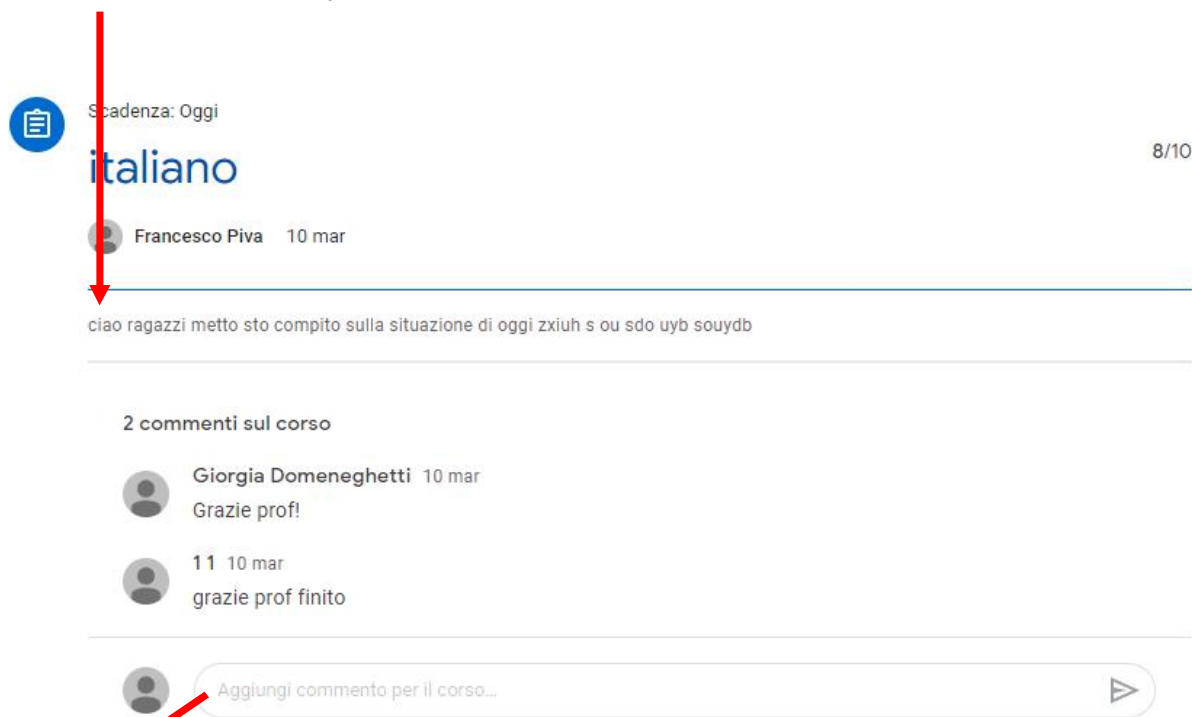 Scadenza: Oggi
italiano
8/10
Francesco Piva 10 mar
ciao ragazzi metto sto compito sulla situazione di oggi zxiuh s ou sdo uyb souydb
2 commenti sul corso
Giorgia Domeneghetti 10 mar
Grazie prof!
1 1 10 mar
grazie prof finito
Aggiungi commento per il corso...